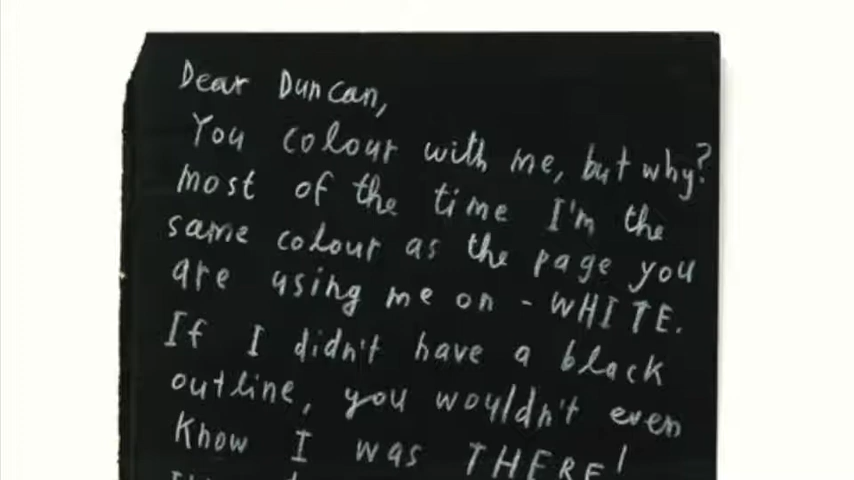 Dear Duncan,
You colour with me, but why?
most of the time I'm the
same colour as the page you
are using me on - WHITE.
If I didn't have a black
outline, you wouldn't even
know I was THERE!